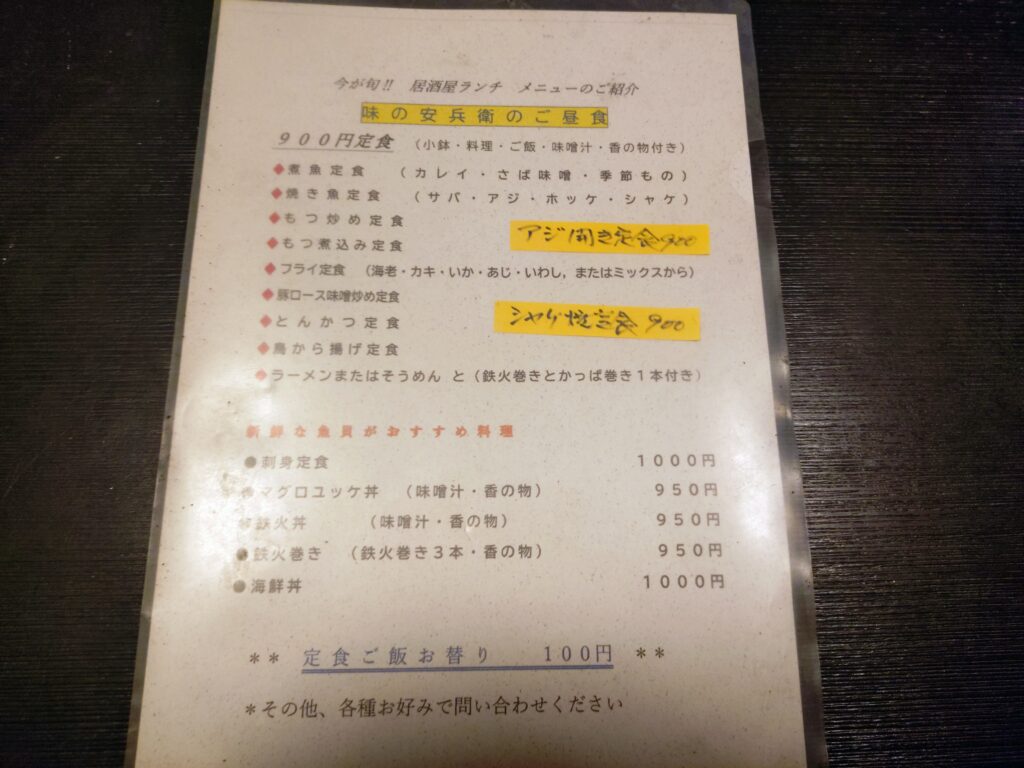 今が旬!! 居酒屋ランチ メニューのご紹介
味の安兵衛のご昼食
900円定食 (小鉢・料理・ご飯・味噌汁・香の物付き)
◆煮魚定食 (カレイ・さば味噌・季節もの)
◆焼き魚定食 (サバ・アジ・ホッケ・シャケ)
◆もつ炒め定食
アジ開き定食900
◆もつ煮込み定食
◆フライ定食 (海老・カキ・いか・あじ・いわし,またはミックスから)
◆豚ロース味噌炒め定食
シャケ焼定食 900
◆とんかつ定食
◆鳥から揚げ定食
◆ラーメンまたはそうめん と(鉄火巻きとかっぱ巻き1本付き)
新鮮な魚貝がおすすめ料理
●刺身定食 1000円
●マグロユッケ丼 (味噌汁・香の物) 950円
●鉄火丼 (味噌汁・香の物) 950円
●鉄火巻き (鉄火巻き3本・香の物) 950円
●海鮮丼 1000円
** 定食ご飯お替り 100円 **
*その他、各種お好みで問い合わせください